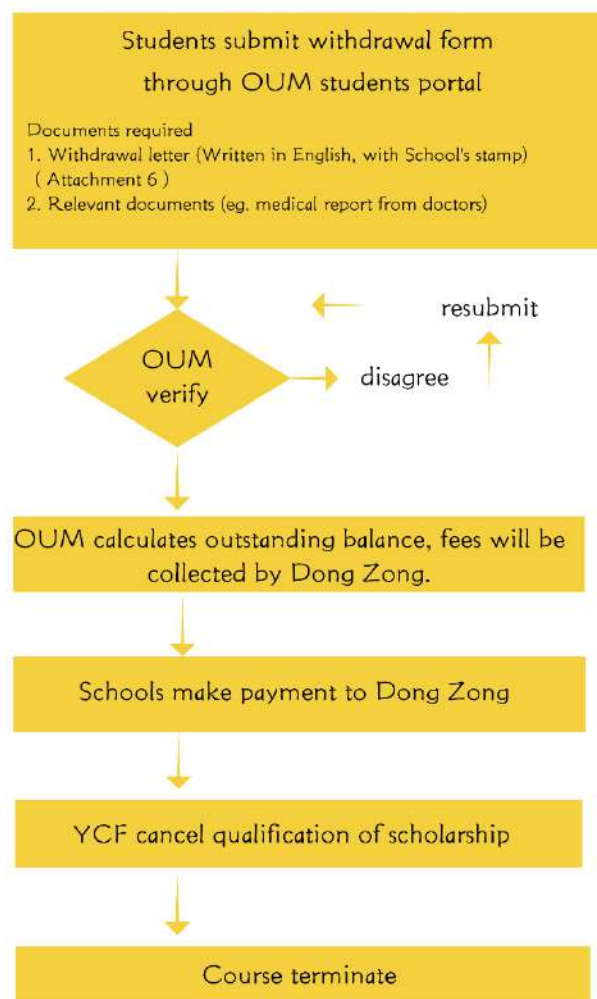 Students submit withdrawal form
through OUM students portal
Documents required
1. Withdrawal letter (Written in English, with School's stamp)
( Attachment 6 )
2. Relevant documents (eg. medical report from doctors)
resubmit
OUM
verify
disagree
OUM calculates outstanding balance, fees will be
collected by Dong Zong.
Schools make payment to Dong Zong
YCF cancel qualification of scholarship
Course terminate